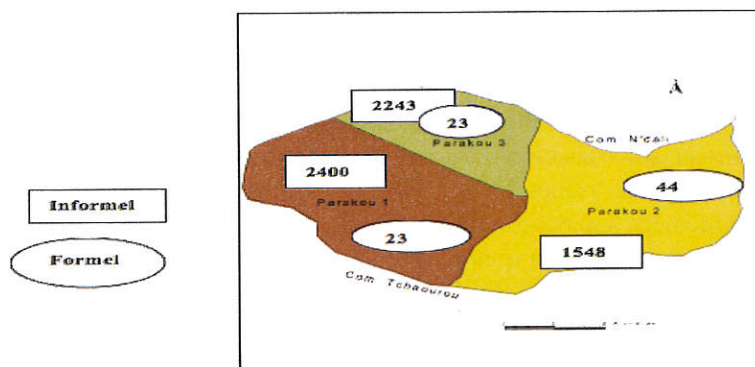 Informel
Formel
2243
23
Parakou 3
Com. N'dali
2400
44
Parakou 1
Parakou 2
23
1548
Com. Tchaourou